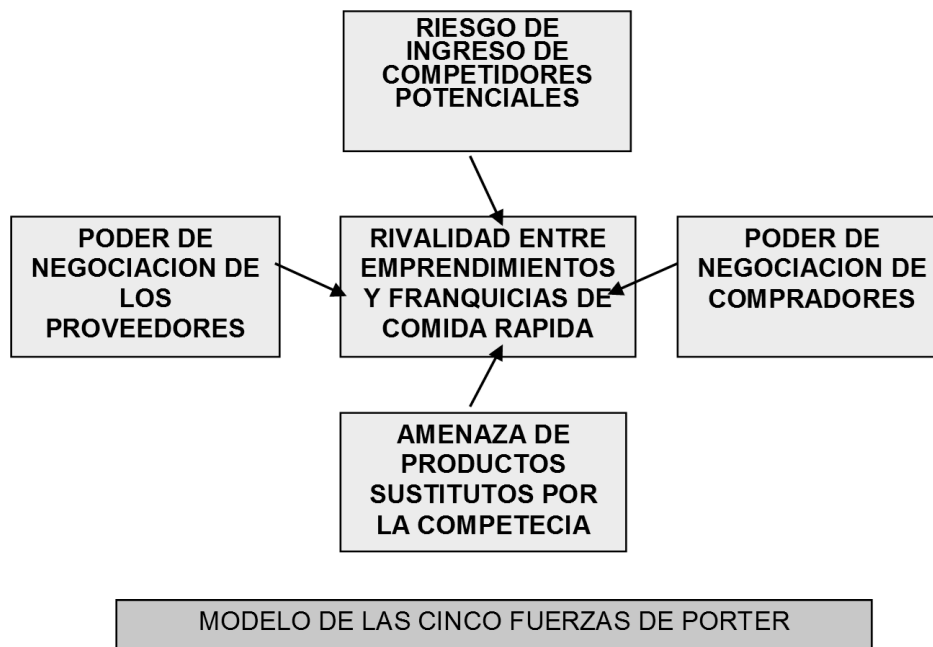 RIESGO DE
INGRESO DE
COMPETIDORES
POTENCIALES
PODER DE
NEGOCIACION DE
LOS
PROVEEDORES
RIVALIDAD ENTRE
EMPRENDIMIENTOS
Y FRANQUICIAS DE
COMIDA RAPIDA
PODER DE
NEGOCIACION DE
COMPRADORES
AMENAZA DE
PRODUCTOS
SUSTITUTOS POR
LA COMPETECIA
MODELO DE LAS CINCO FUERZAS DE PORTER